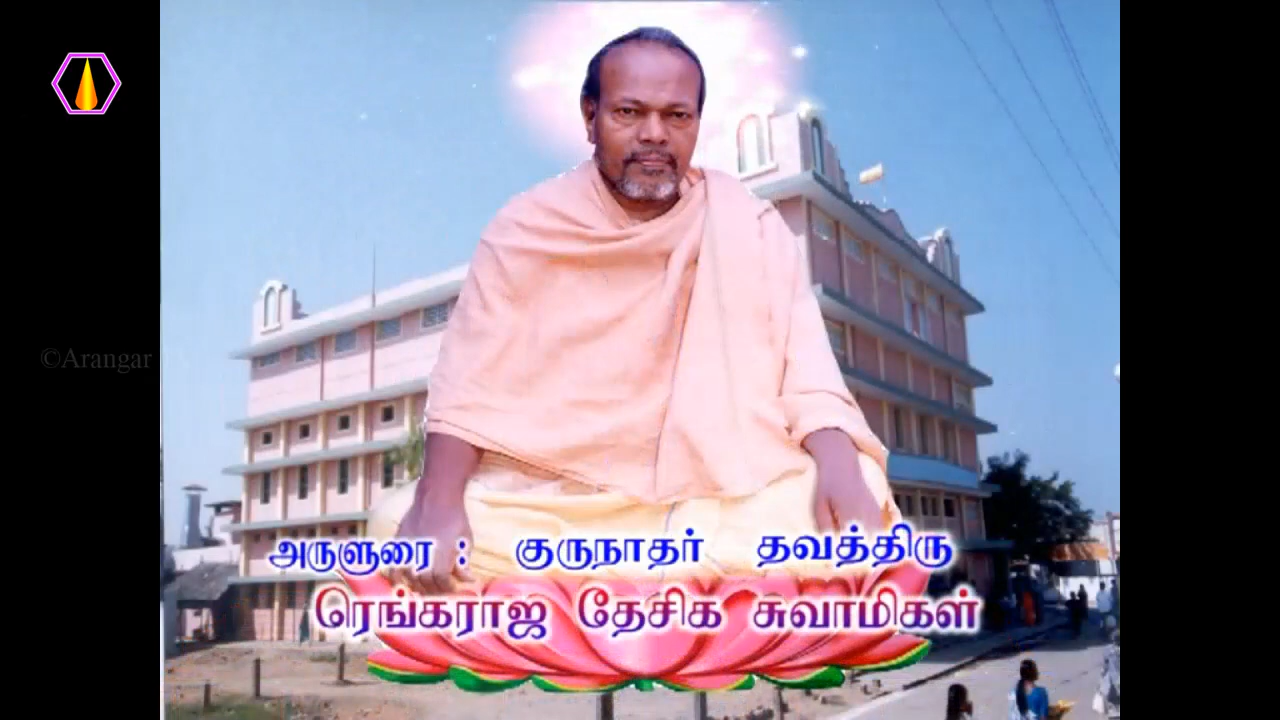 ©Arangar
அருளுரை : குருநாதர் தவத்திரு
ரெங்கராஜ தேசிக சுவாமிகள்